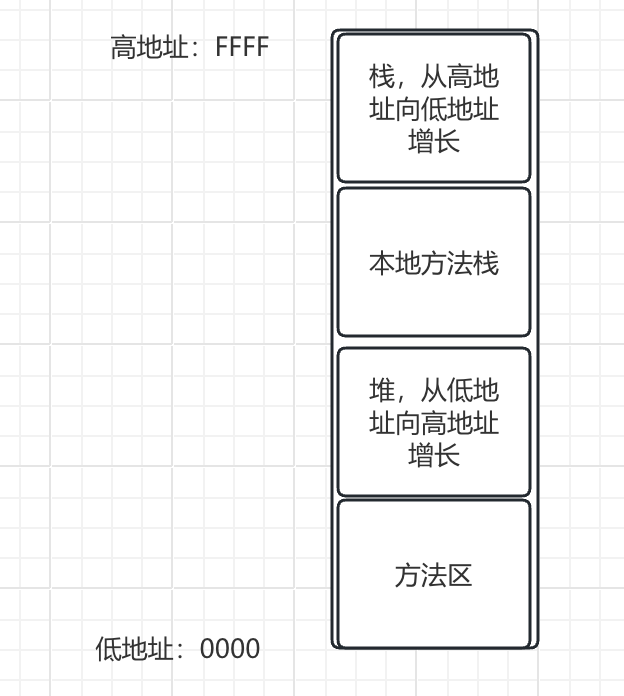 高地址：FFFF
栈，从高地
址向低地址
增长
本地方法栈
堆，从低地
址向高地址
增长
方法区
低地址：0000